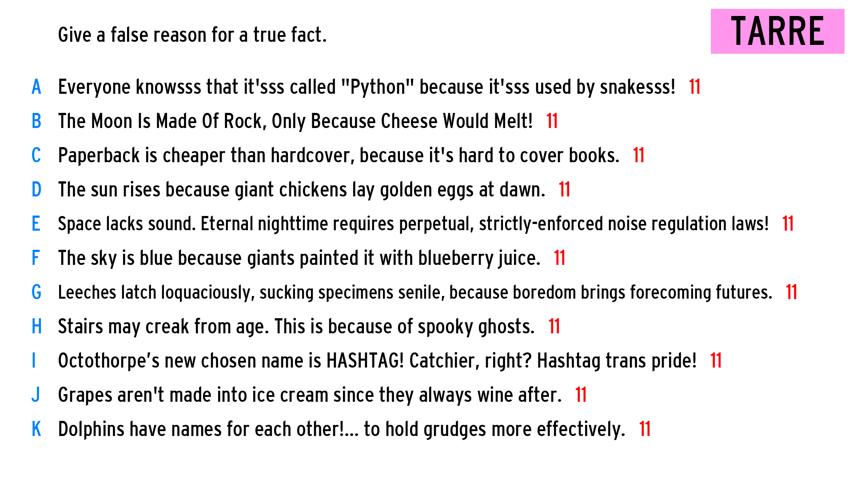 Give a false reason for a true fact.
TARRE
A Everyone knowsss that it'sss called "Python" because it'sss used by snakesss! 11
B The Moon Is Made Of Rock, Only Because Cheese Would Melt! 11
C Paperback is cheaper than hardcover, because it's hard to cover books. 11
D The sun rises because giant chickens lay golden eggs at dawn. 11
E Space lacks sound. Eternal nighttime requires perpetual, strictly-enforced noise regulation laws! 11
F The sky is blue because giants painted it with blueberry juice. 11
G Leeches latch loquaciously, sucking specimens senile, because boredom brings forecoming futures. 11
H Stairs may creak from age. This is because of spooky ghosts. 11
I Octothorpe’s new chosen name is HASHTAG! Catchier, right? Hashtag trans pride! 11
J Grapes aren't made into ice cream since they always wine after. 11
K Dolphins have names for each other!... to hold grudges more effectively. 11